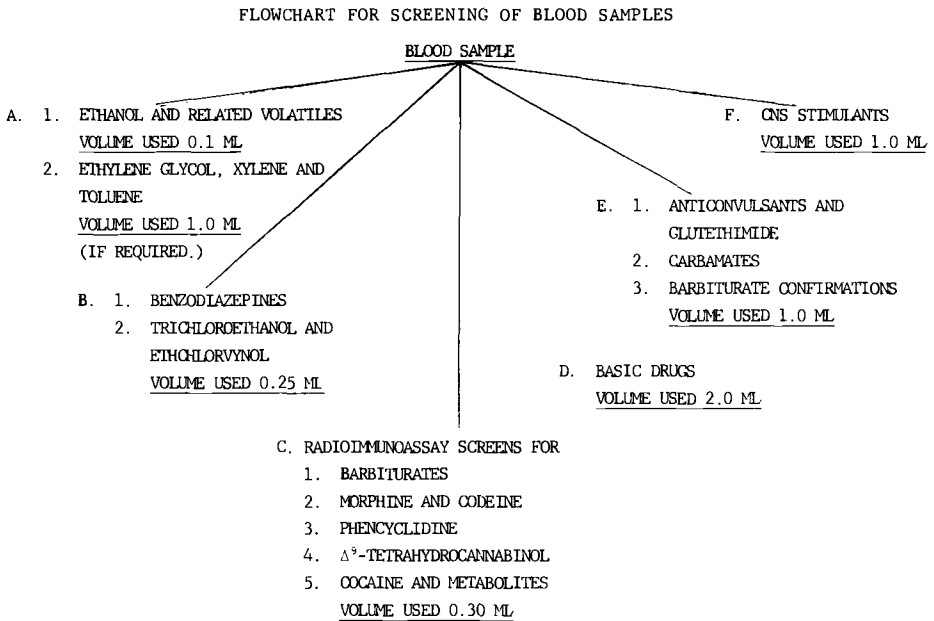 FLOWCHART FOR SCREENING OF BLOOD SAMPLES
BLOOD SAMPLE
A. 1. ETHANOL AND RELATED VOLATILES
VOLUME USED 0.1 ML
2. ETHYLENE GLYCOL, XYLENE AND
TOLUENE
VOLUME USED 1.0 ML
(IF REQUIRED.)
B. 1. BENZODIAZEPINES
2. TRICHLOROETHANOL AND
ETHCHLORVYNOL
VOLUME USED 0.25 ML
C. RADIOIMMUNOASSAY SCREENS FOR
1. BARBITURATES
2. MORPHINE AND CODEINE
3. PHENCYCLIDINE
4. Δ⁹-TETRAHYDROCANNABINOL
5. COCAINE AND METABOLITES
VOLUME USED 0.30 ML
D. BASIC DRUGS
VOLUME USED 2.0 ML
E. 1. ANTICONVULSANTS AND
GLUTETHIMIDE
2. CARBAMATES
3. BARBITURATE CONFIRMATIONS
VOLUME USED 1.0 ML
F. CNS STIMULANTS
VOLUME USED 1.0 ML